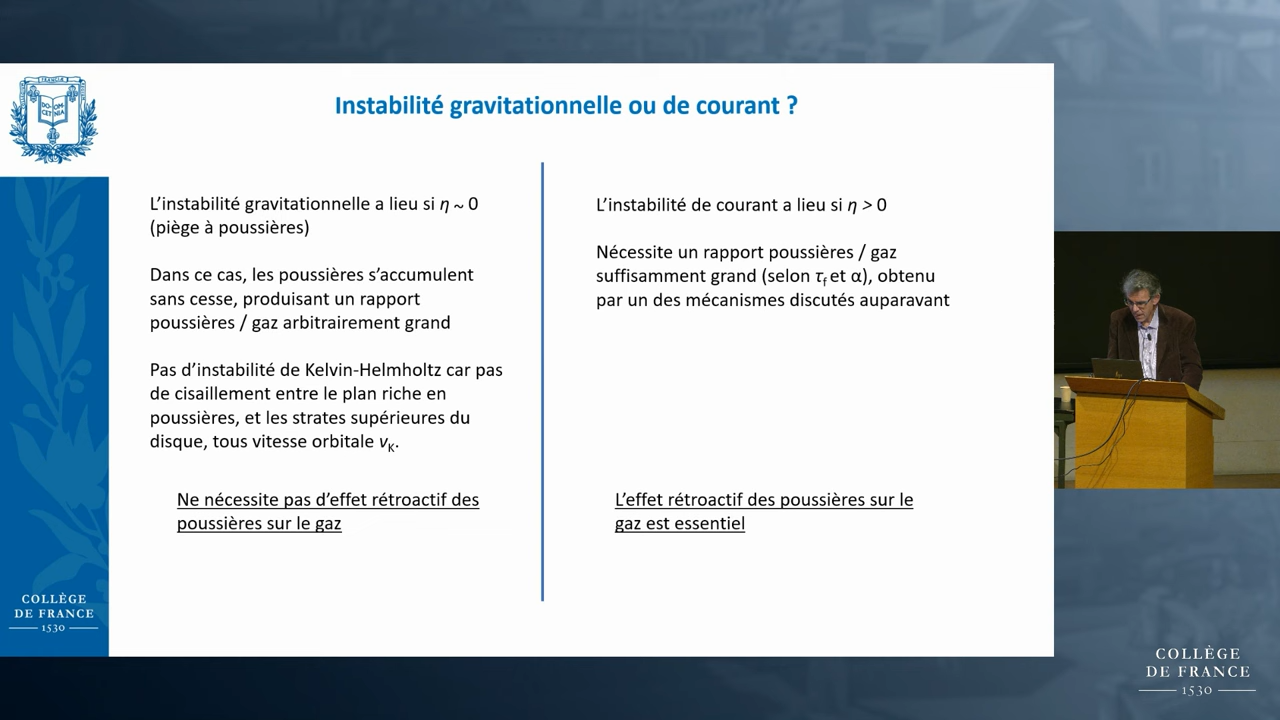 Instabilité gravitationnelle ou de courant ?
L’instabilité gravitationnelle a lieu si η ~ 0
(piège à poussières)
Dans ce cas, les poussières s’accumulent
sans cesse, produisant un rapport
poussières / gaz arbitrairement grand
Pas d’instabilité de Kelvin-Helmholtz car pas
de cisaillement entre le plan riche en
poussières, et les strates supérieures du
disque, tous vitesse orbitale vK.
Ne nécessite pas d’effet rétroactif des
poussières sur le gaz
L’instabilité de courant a lieu si η > 0
Nécessite un rapport poussières / gaz
suffisamment grand (selon τf et α), obtenu
par un des mécanismes discutés auparavant
L’effet rétroactif des poussières sur le
gaz est essentiel
COLLÈGE
DE FRANCE
1530
COLLÈGE
DE FRANCE
1530